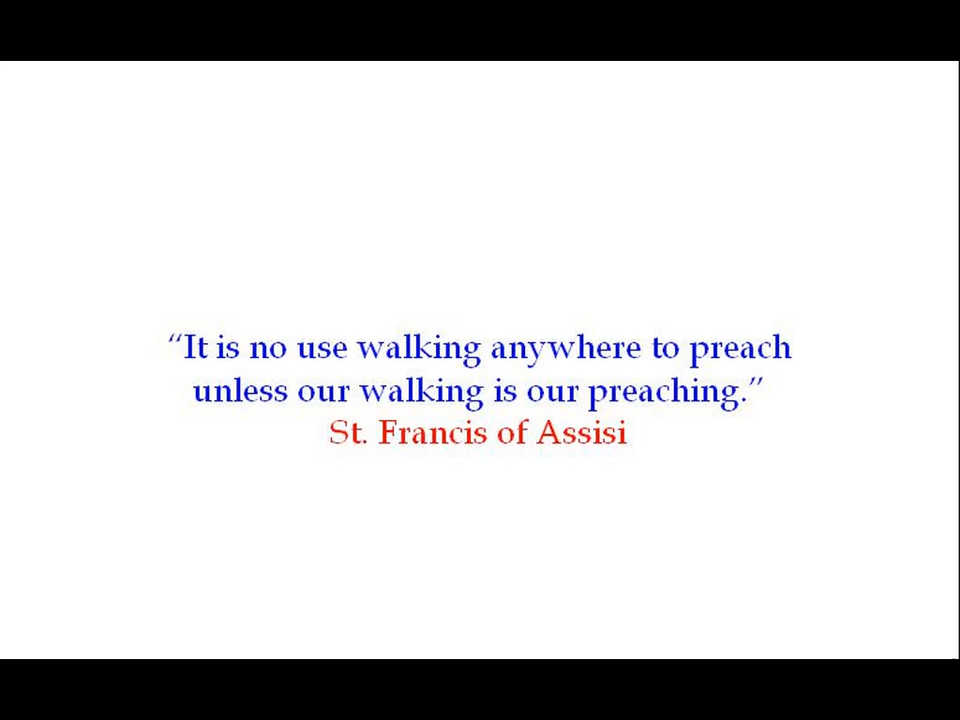 “It is no use walking anywhere to preach
unless our walking is our preaching.”
St. Francis of Assisi